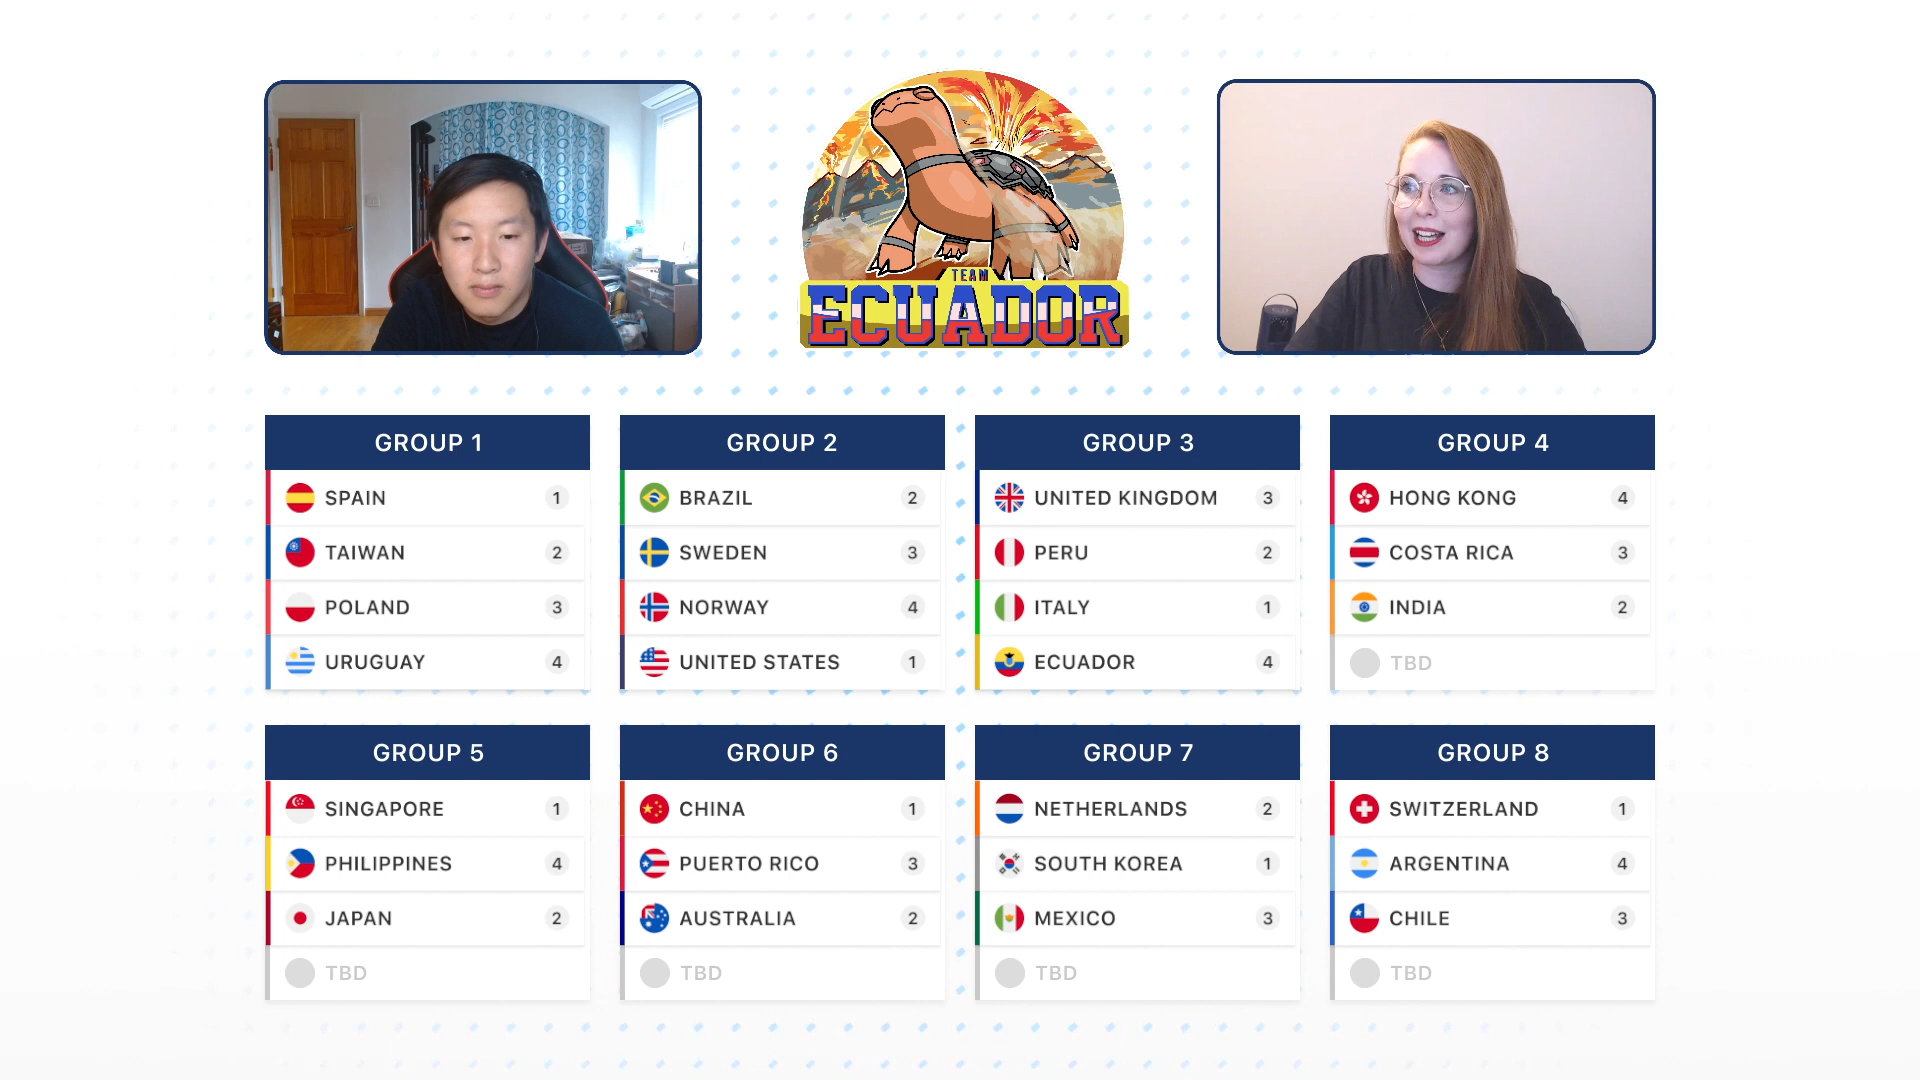 TEAM
ECUADOR
GROUP 1
SPAIN 1
TAIWAN 2
POLAND 3
URUGUAY 4
GROUP 2
BRAZIL 2
SWEDEN 3
NORWAY 4
UNITED STATES 1
GROUP 3
UNITED KINGDOM 3
PERU 2
ITALY 1
ECUADOR 4
GROUP 4
HONG KONG 4
COSTA RICA 3
INDIA 2
TBD
GROUP 5
SINGAPORE 1
PHILIPPINES 4
JAPAN 2
TBD
GROUP 6
CHINA 1
PUERTO RICO 3
AUSTRALIA 2
TBD
GROUP 7
NETHERLANDS 2
SOUTH KOREA 1
MEXICO 3
TBD
GROUP 8
SWITZERLAND 1
ARGENTINA 4
CHILE 3
TBD